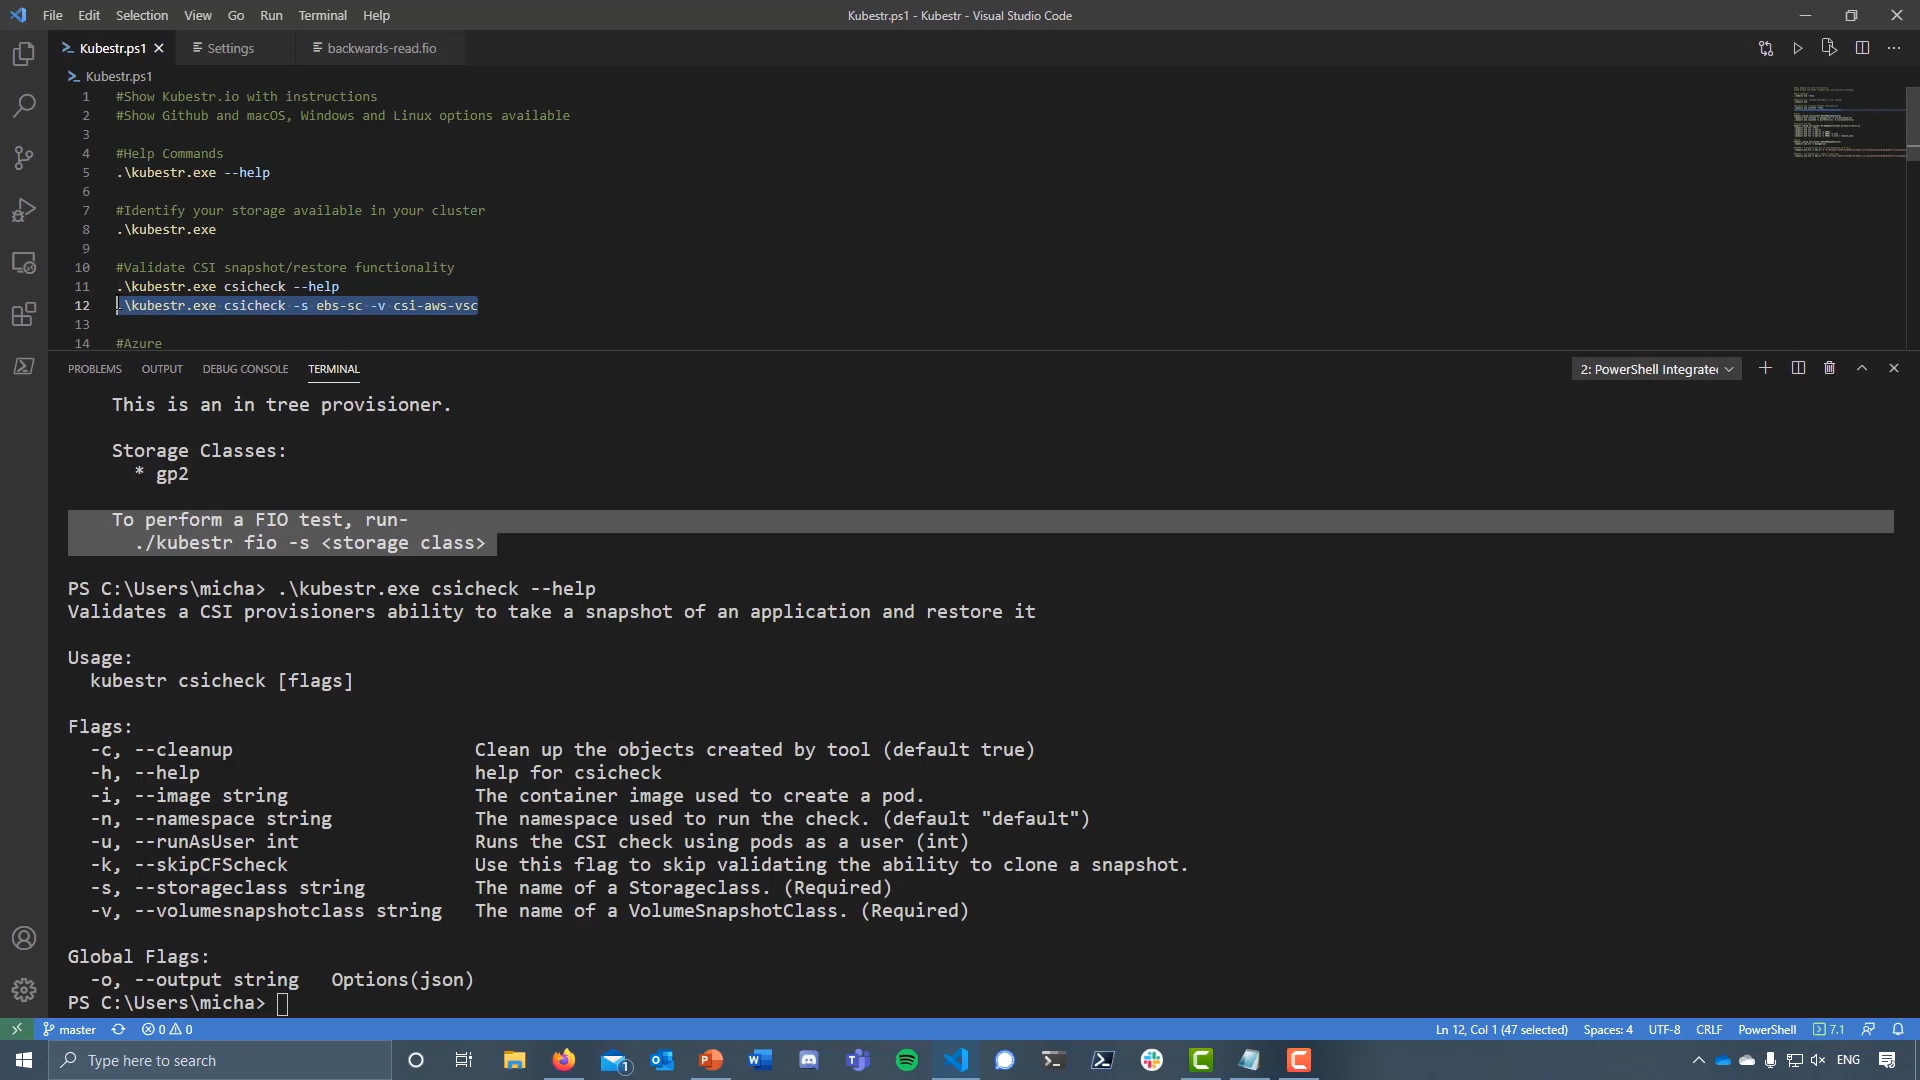 File Edit Selection View Go Run Terminal Help
Kubestr.ps1 - Kubestr - Visual Studio Code
Kubestr.ps1
Settings
backwards-read.fio
Kubestr.ps1
1 #Show Kubestr.io with instructions
2 #Show Github and macOS, Windows and Linux options available
3
4 #Help Commands
5 .\kubestr.exe --help
6
7 #Identify your storage available in your cluster
8 .\kubestr.exe
9
10 #Validate CSI snapshot/restore functionality
11 .\kubestr.exe csicheck --help
12 .\kubestr.exe csicheck -s ebs-sc -v csi-aws-vsc
13
14 #Azure
PROBLEMS OUTPUT DEBUG CONSOLE TERMINAL
2: PowerShell Integrate
This is an in tree provisioner.
Storage Classes:
* gp2
To perform a FIO test, run-
./kubestr fio -s <storage class>
PS C:\Users\micha> .\kubestr.exe csicheck --help
Validates a CSI provisioners ability to take a snapshot of an application and restore it
Usage:
kubestr csicheck [flags]
Flags:
-c, --cleanup Clean up the objects created by tool (default true)
-h, --help help for csicheck
-i, --image string The container image used to create a pod.
-n, --namespace string The namespace used to run the check. (default "default")
-u, --runAsUser int Runs the CSI check using pods as a user (int)
-k, --skipCFScheck Use this flag to skip validating the ability to clone a snapshot.
-s, --storageclass string The name of a Storageclass. (Required)
-v, --volumesnapshotclass string The name of a VolumeSnapshotClass. (Required)
Global Flags:
-o, --output string Options(json)
PS C:\Users\micha>
master 0 0
Ln 12, Col 1 (47 selected) Spaces: 4 UTF-8 CRLF PowerShell 7.1
Type here to search
1
ENG